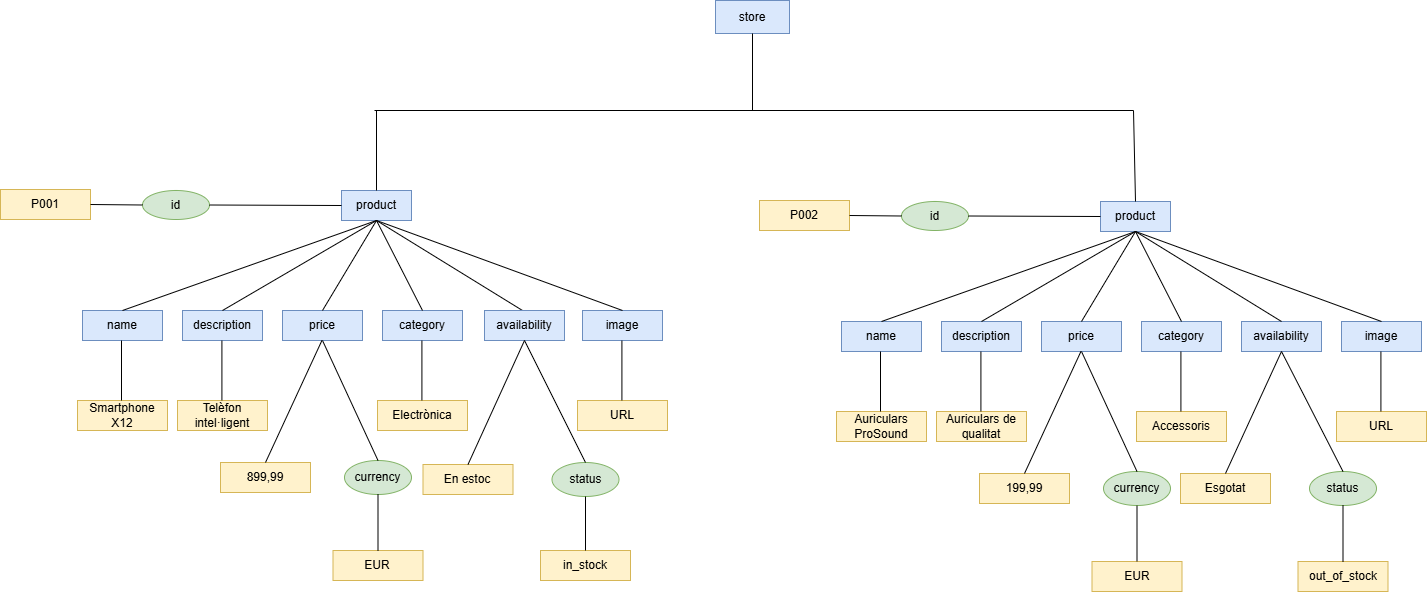 store
P001
id
product
name
description
price
category
availability
image
Smartphone
X12
Telèfon
intel·ligent
Electrònica
URL
899,99
currency
En estoc
status
EUR
in_stock
P002
id
product
name
description
price
category
availability
image
Auriculars
ProSound
Auriculars de
qualitat
Accessoris
URL
199,99
currency
Esgotat
status
EUR
out_of_stock